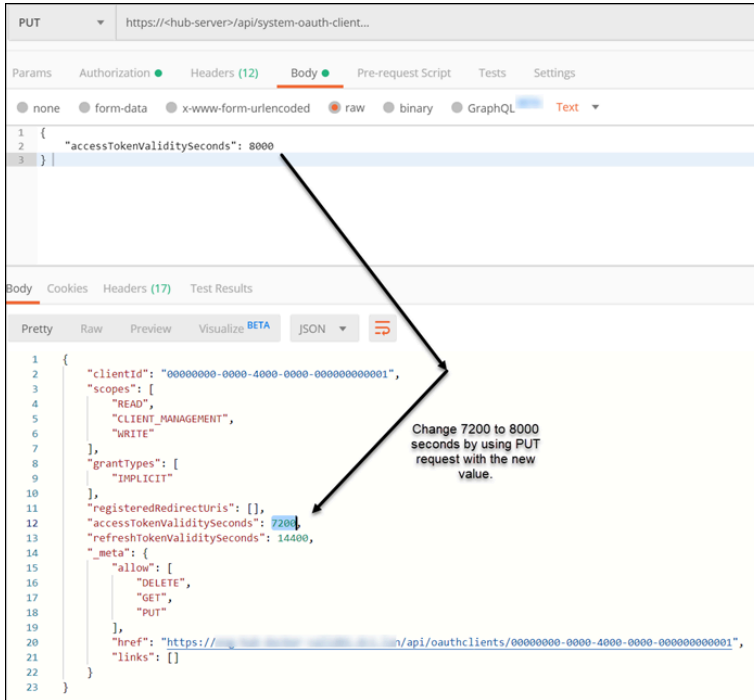 PUT https://<hub-server>/api/system-oauth-client...
Params Authorization Headers (12) Body Pre-request Script Tests Settings
none form-data x-www-form-urlencoded raw binary GraphQL Text
1 {
2 "accessTokenValiditySeconds": 8000
3 }
Body Cookies Headers (17) Test Results
Pretty Raw Preview Visualize BETA JSON
1 {
2 "clientId": "00000000-0000-4000-0000-000000000001",
3 "scopes": [
4 "READ",
5 "CLIENT_MANAGEMENT",
6 "WRITE"
7 ],
8 "grantTypes": [
9 "IMPLICIT"
10 ],
11 "registeredRedirectUris": [],
12 "accessTokenValiditySeconds": 7200,
13 "refreshTokenValiditySeconds": 14400,
14 "_meta": {
15 "allow": [
16 "DELETE",
17 "GET",
18 "PUT"
19 ],
20 "href": "https:// n/api/oauthclients/00000000-0000-4000-0000-000000000001",
21 "links": []
22 }
23 }
Change 7200 to 8000
seconds by using PUT
request with the new
value.